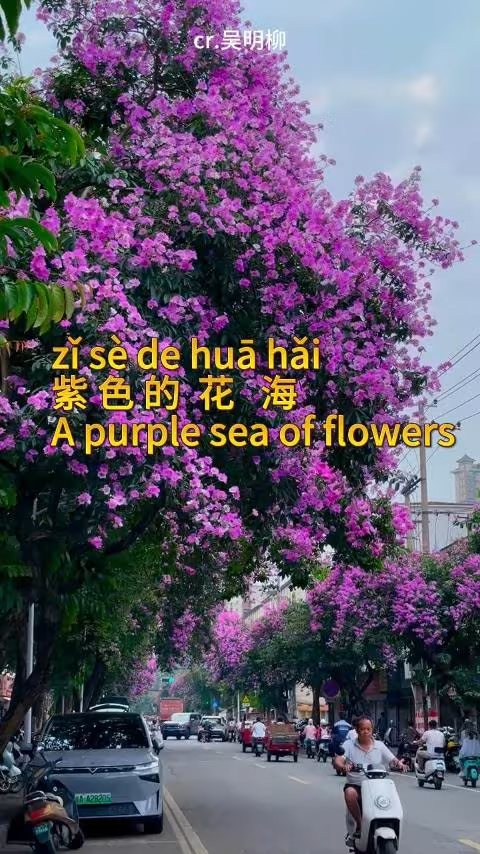 cr.吴明柳
zǐ sè de huā hǎi
紫色的 花 海
A purple sea of flowers